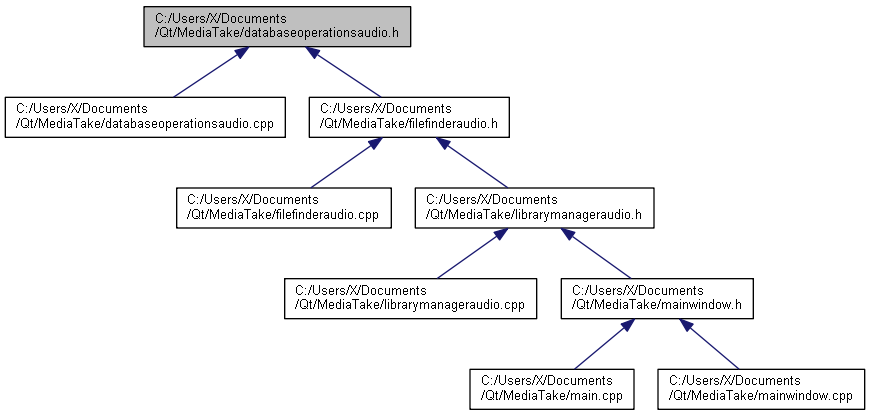 C:/Users/X/Documents
/Qt/MediaTake/databaseoperationsaudio.h
C:/Users/X/Documents
/Qt/MediaTake/databaseoperationsaudio.cpp
C:/Users/X/Documents
/Qt/MediaTake/filefinderaudio.h
C:/Users/X/Documents
/Qt/MediaTake/filefinderaudio.cpp
C:/Users/X/Documents
/Qt/MediaTake/librarymanageraudio.h
C:/Users/X/Documents
/Qt/MediaTake/librarymanageraudio.cpp
C:/Users/X/Documents
/Qt/MediaTake/mainwindow.h
C:/Users/X/Documents
/Qt/MediaTake/main.cpp
C:/Users/X/Documents
/Qt/MediaTake/mainwindow.cpp